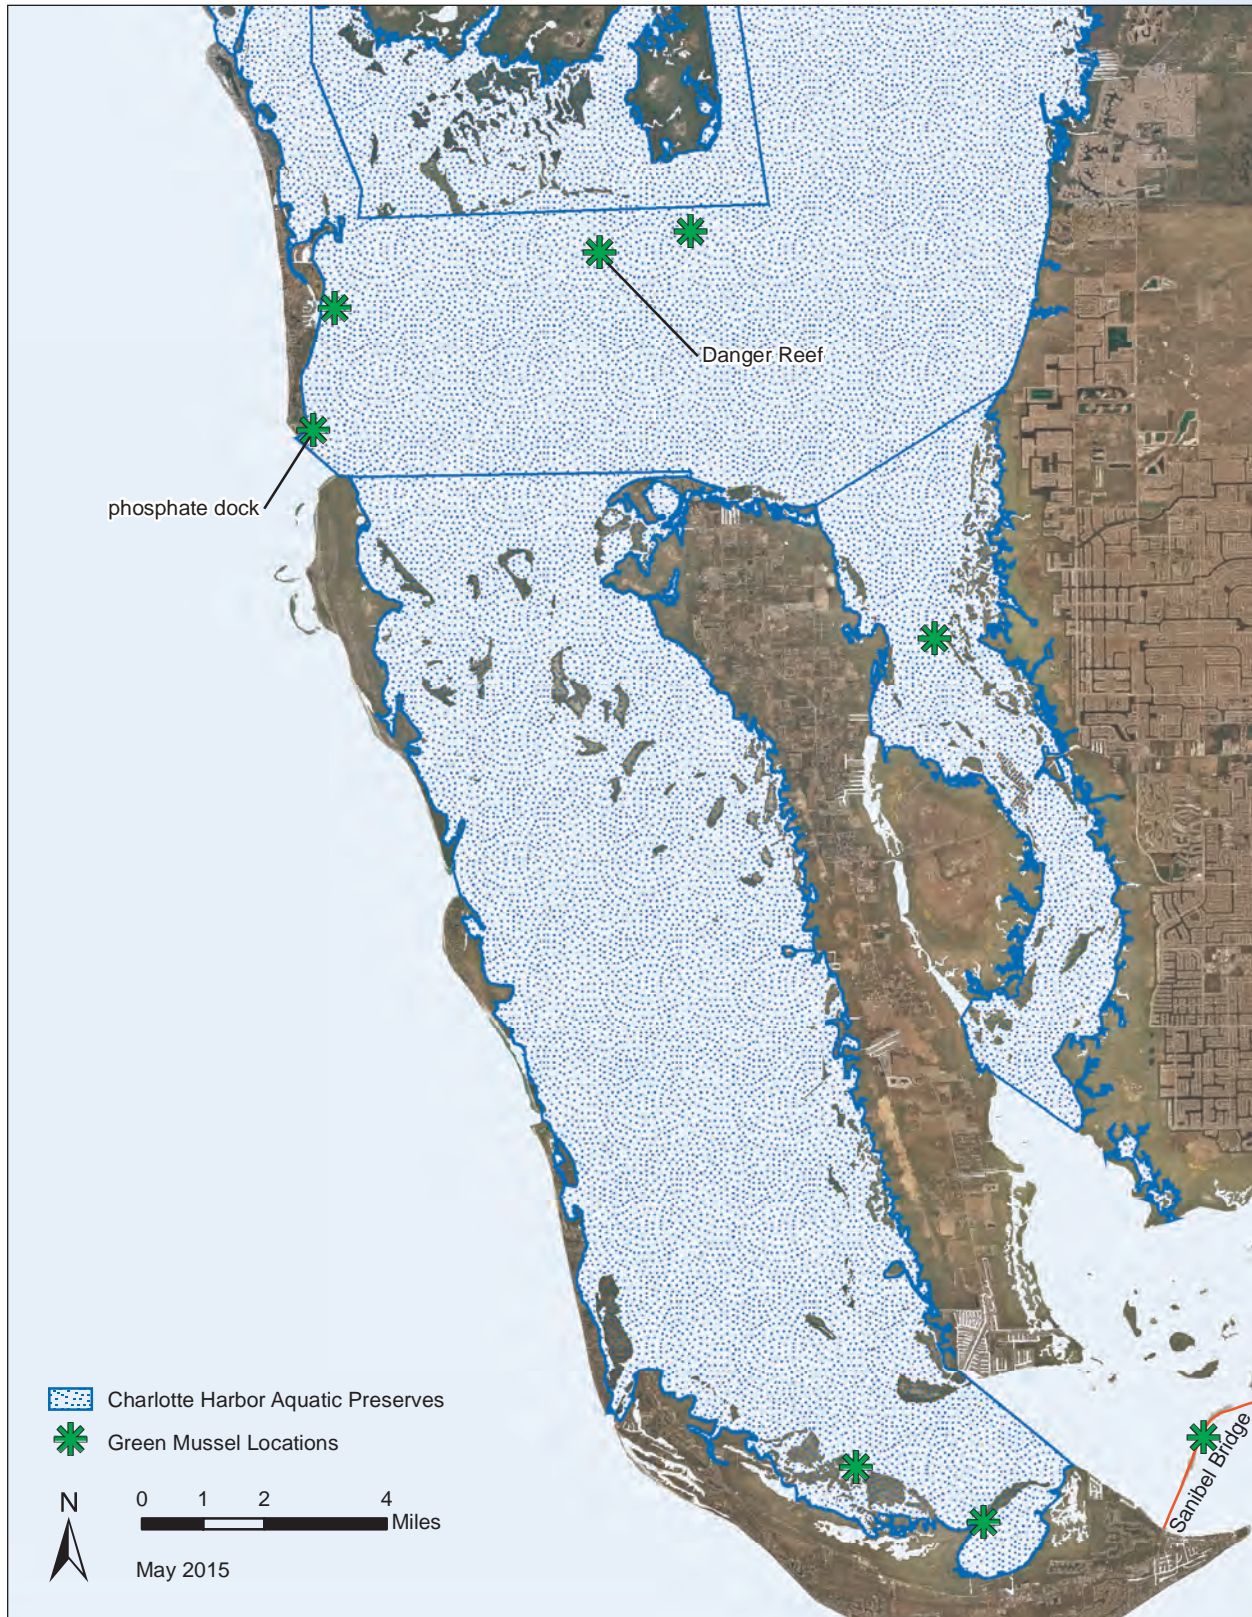 Danger Reef
phosphate dock
Charlotte Harbor Aquatic Preserves
Green Mussel Locations
Sanibel Bridge
N
0 1 2 4
Miles
May 2015